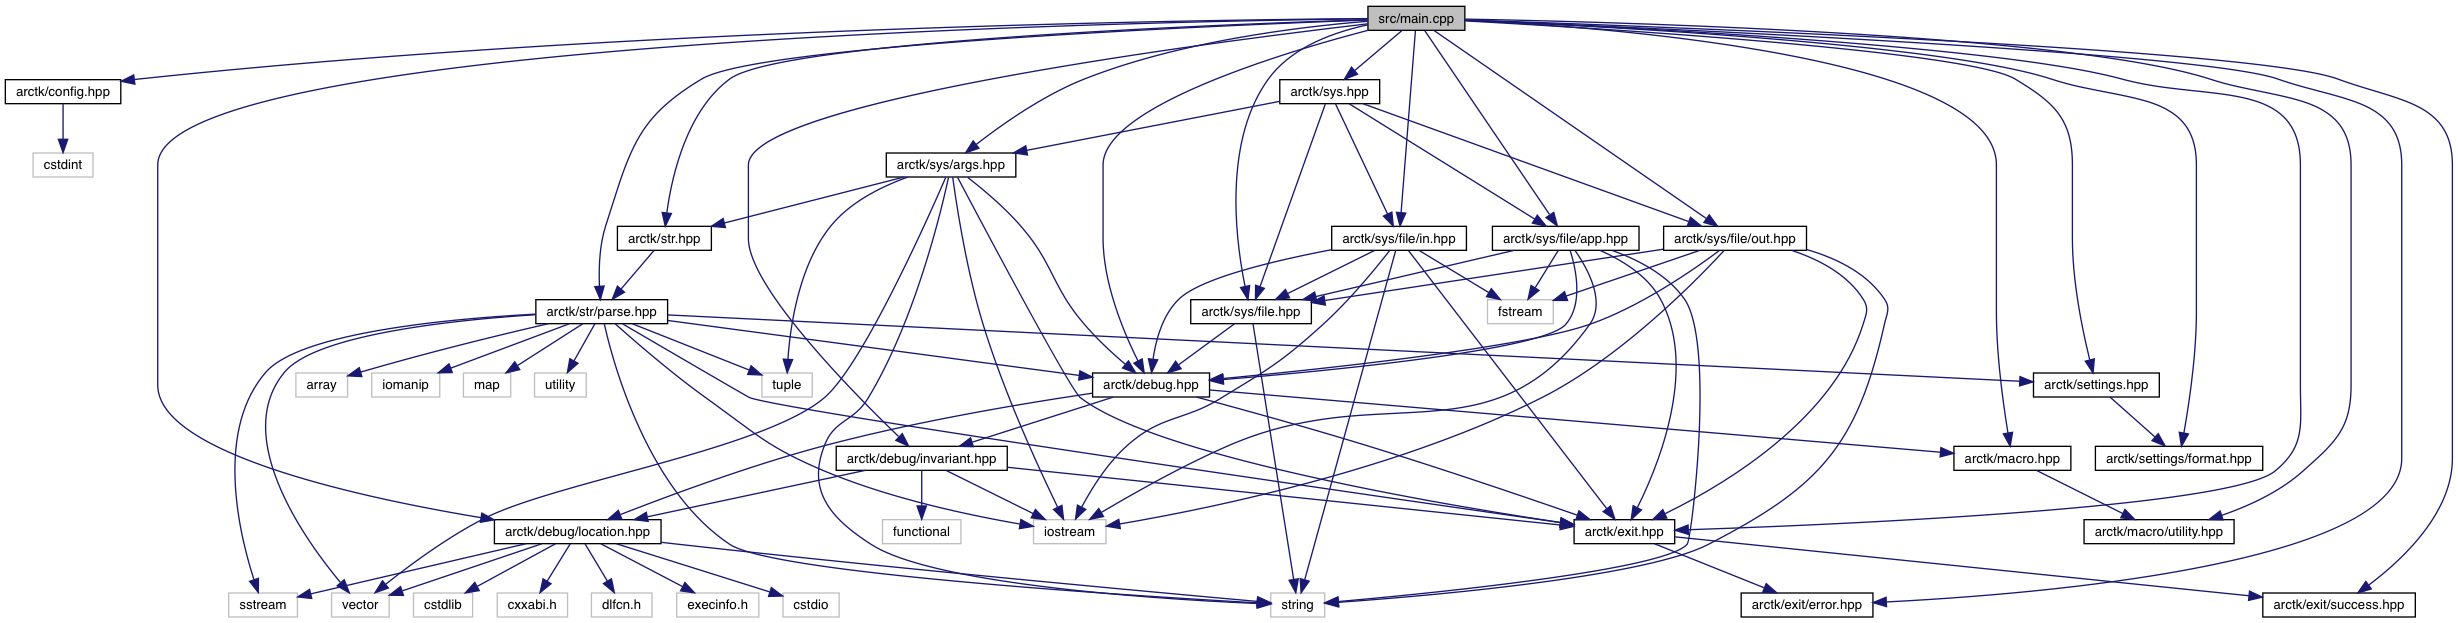 src/main.cpp
arctk/config.hpp
arctk/sys.hpp
cstdint
arctk/sys/args.hpp
arctk/str.hpp
arctk/sys/file/in.hpp
arctk/sys/file/app.hpp
arctk/sys/file/out.hpp
arctk/str/parse.hpp
arctk/sys/file.hpp
fstream
array
iomanip
map
utility
tuple
arctk/debug.hpp
arctk/settings.hpp
arctk/debug/invariant.hpp
arctk/macro.hpp
arctk/settings/format.hpp
arctk/debug/location.hpp
functional
iostream
arctk/exit.hpp
arctk/macro/utility.hpp
sstream
vector
cstdlib
cxxabi.h
dlfcn.h
execinfo.h
cstdio
string
arctk/exit/error.hpp
arctk/exit/success.hpp